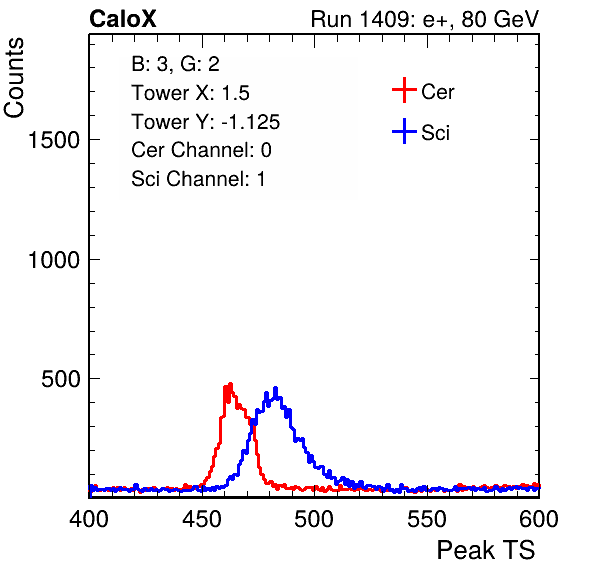 CaloX
Run 1409: e+, 80 GeV
Counts
B: 3, G: 2
Tower X: 1.5
Tower Y: -1.125
Cer Channel: 0
Sci Channel: 1
Cer
Sci
1500
1000
500
400
450
500
550
600
Peak TS